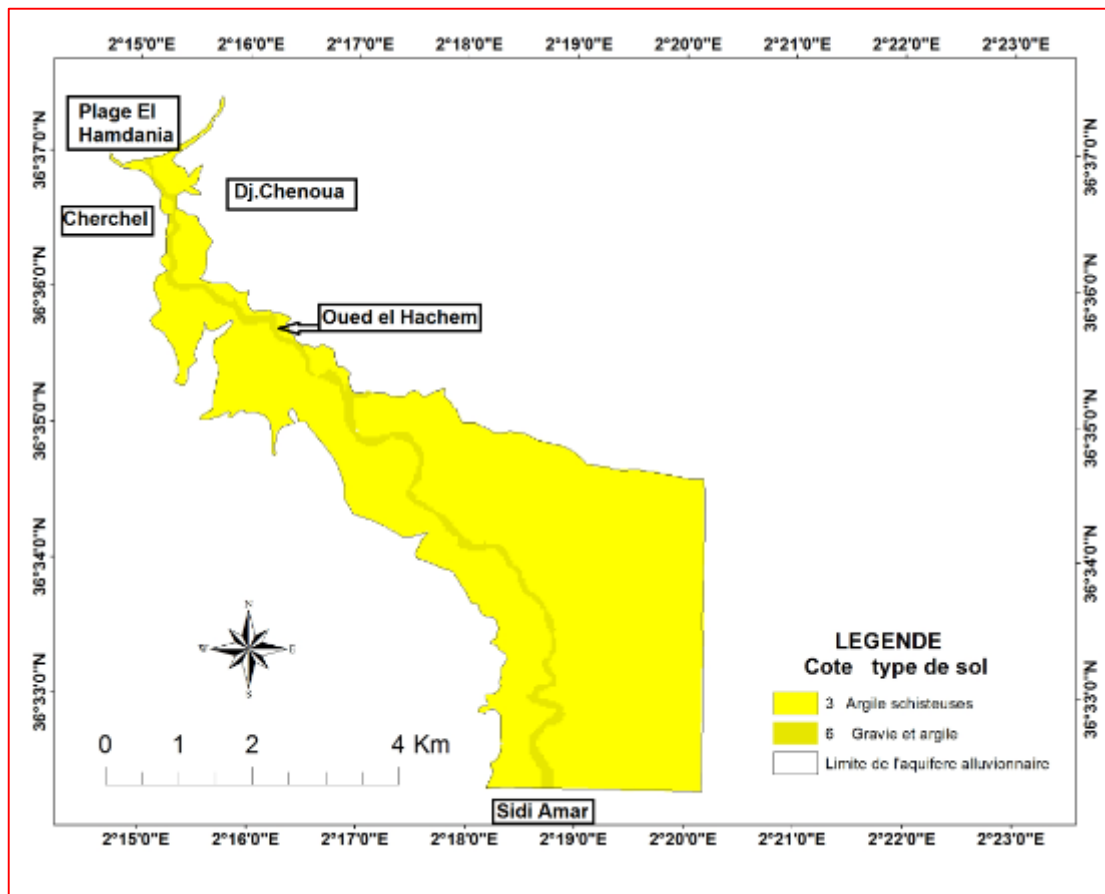 2°15'0"E 2°16'0"E 2°17'0"E 2°18'0"E 2°19'0"E 2°20'0"E 2°21'0"E 2°22'0"E 2°23'0"E
Plage El
Hamdania
36°37'0"N
36°37'0"N
Dj.Chenoua
Cherchel
36°36'0"N
36°36'0"N
Oued el Hachem
36°35'0"N
36°35'0"N
36°34'0"N
36°34'0"N
N
W E
S
36°33'0"N
36°33'0"N
LEGENDE
Cote type de sol
3 Argile schisteuses
6 Gravie et argile
Limite de l'aquifere alluvionnaire
0 1 2 4 Km
Sidi Amar
2°15'0"E 2°16'0"E 2°17'0"E 2°18'0"E 2°19'0"E 2°20'0"E 2°21'0"E 2°22'0"E 2°23'0"E